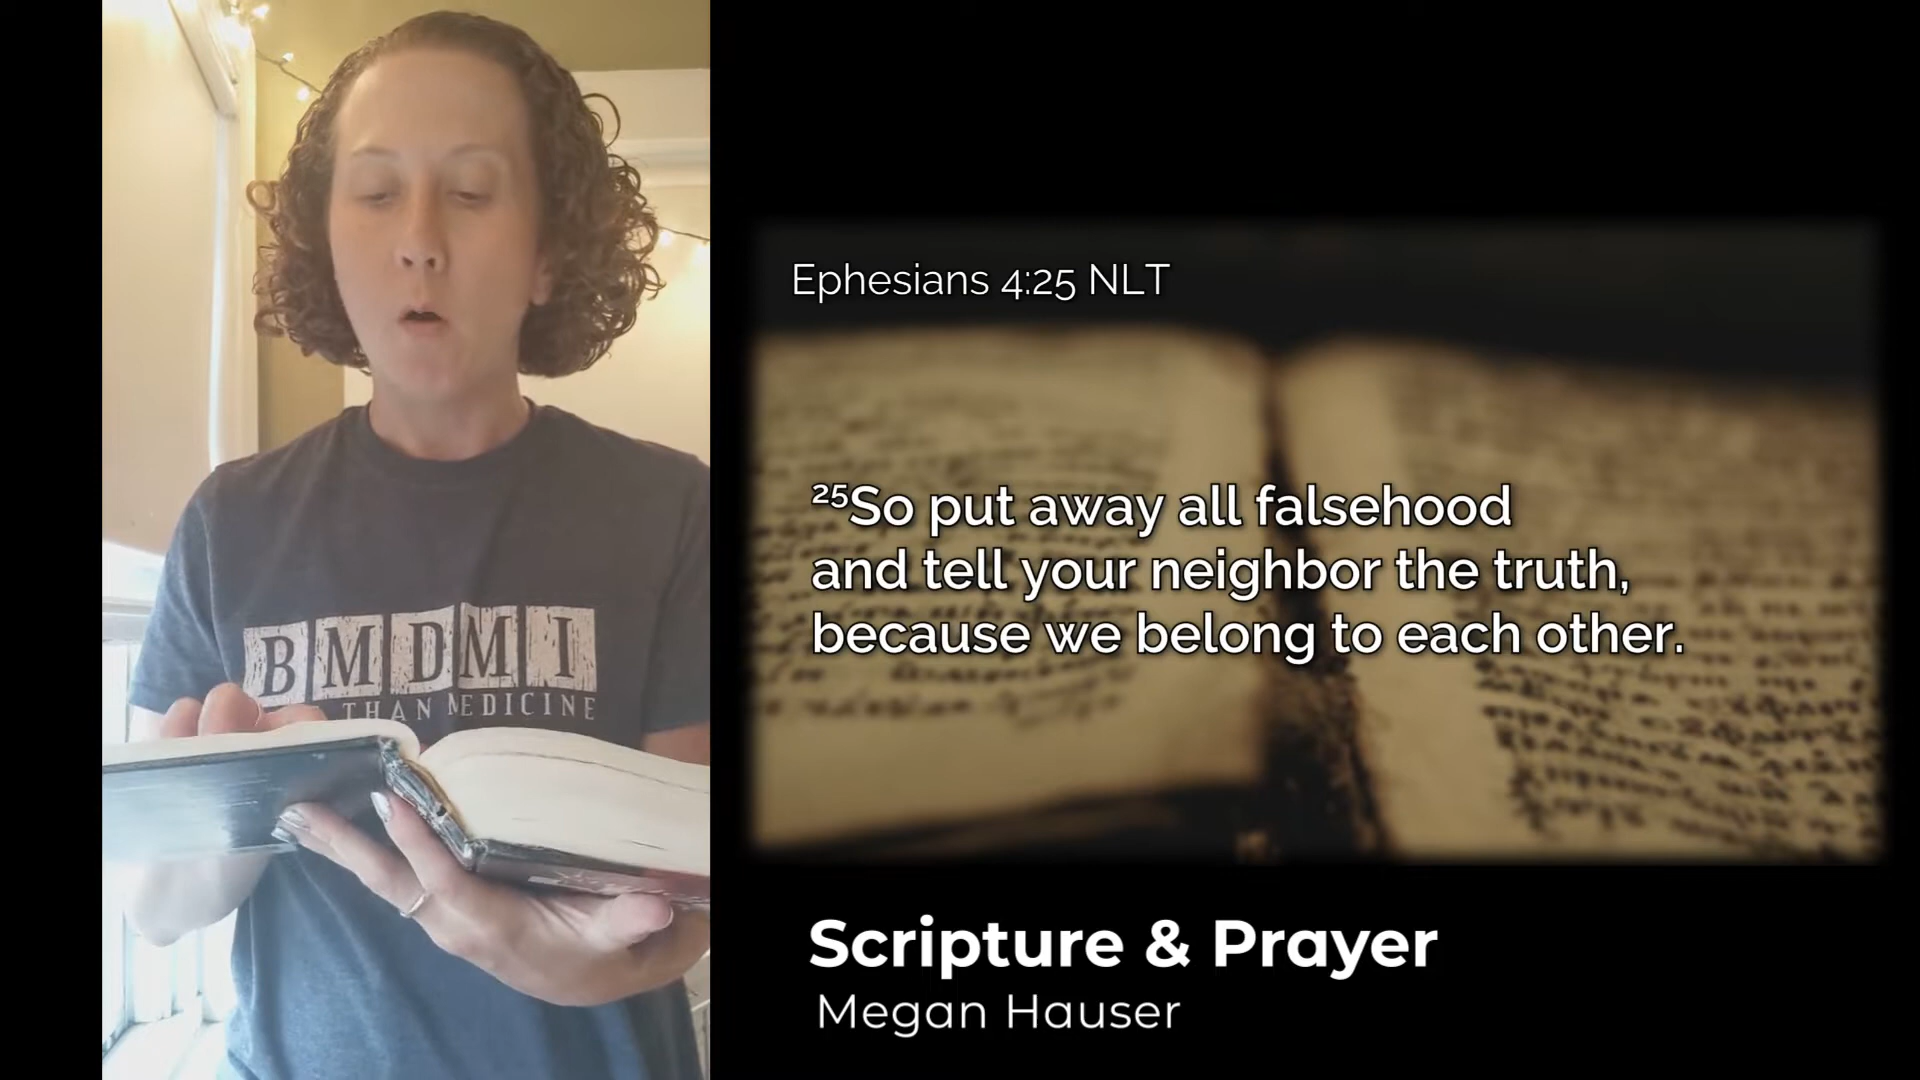 BMDMI
THAN MEDICINE
Ephesians 4:25 NLT
25So put away all falsehood
and tell your neighbor the truth,
because we belong to each other.
Scripture & Prayer
Megan Hauser